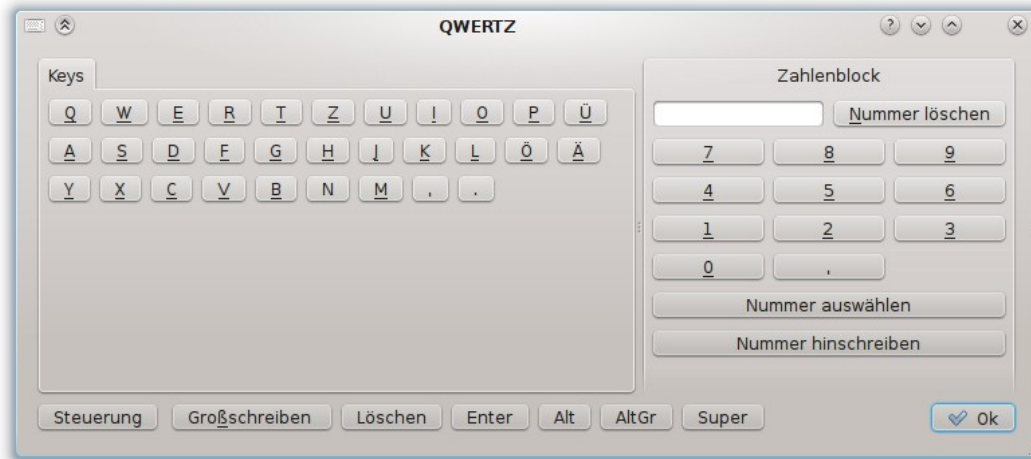 QWERTZ
Keys
Q W E R T Z U I O P Ü
A S D F G H J K L Ö Ä
Y X C V B N M , .
Zahlenblock
Nummer löschen
7 8 9
4 5 6
1 2 3
0 ,
Nummer auswählen
Nummer hinschreiben
Steuerung Großschreiben Löschen Enter Alt AltGr Super Ok